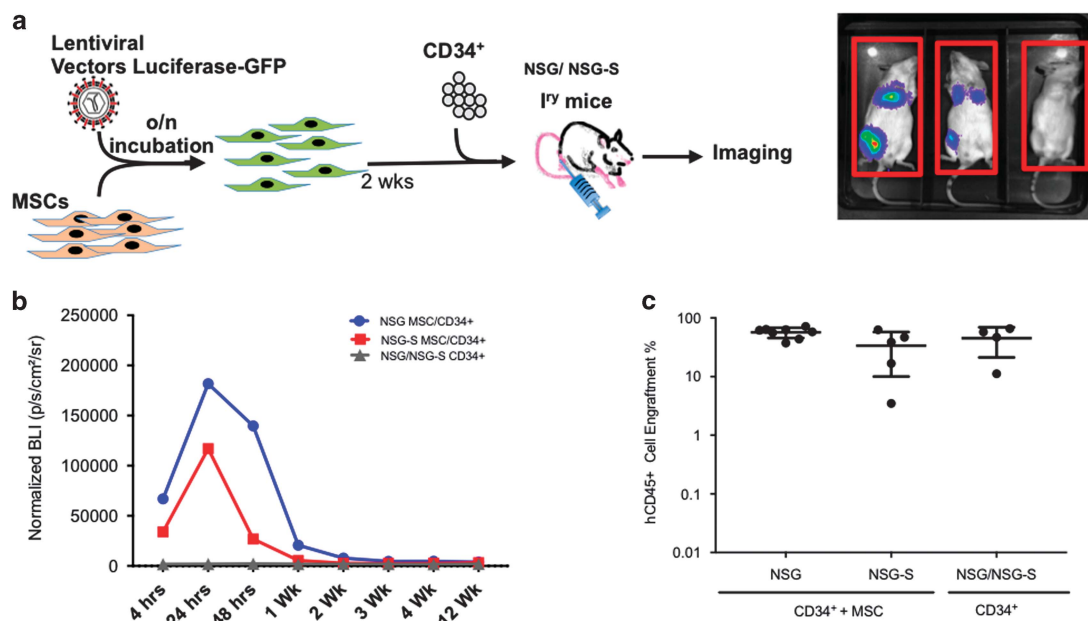 a
Lentiviral
Vectors Luciferase-GFP
o/n
incubation
MSCs
2 wks
CD34⁺
NSG/ NSG-S
Iʳʸ mice
Imaging
b
Normalized BLI (p/s/cm²/sr)
250000
200000
150000
100000
50000
0
4 hrs
24 hrs
48 hrs
1 Wk
2 Wk
3 Wk
4 Wk
12 Wk
NSG MSC/CD34+
NSG-S MSC/CD34+
NSG/NSG-S CD34+
c
hCD45+ Cell Engraftment %
100
10
1
0.1
0.01
NSG
NSG-S
NSG/NSG-S
CD34⁺ + MSC
CD34⁺